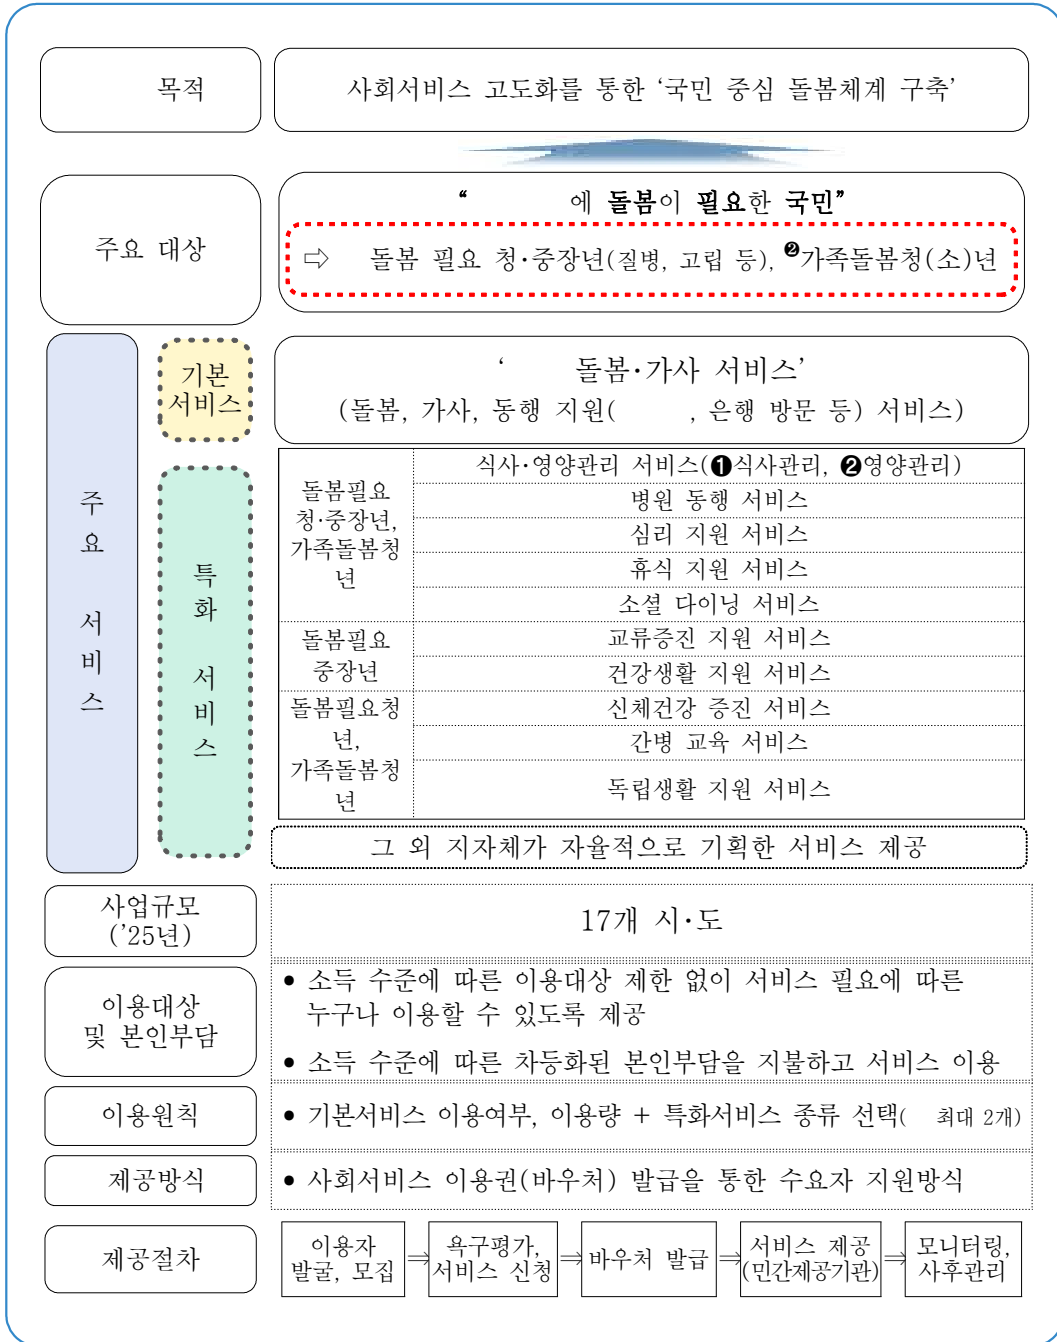 목적
사회서비스 고도화를 통한 ‘국민 중심 돌봄체계 구축’
주요 대상
“ 에 돌봄이 필요한 국민”
⇨ 돌봄 필요 청·중장년(질병, 고립 등), ❷가족돌봄청(소)년
주요 서비스
기본
서비스
‘ 돌봄·가사 서비스’
(돌봄, 가사, 동행 지원( , 은행 방문 등) 서비스)
특화 서비스
돌봄필요
청·중장년,
가족돌봄청
년
식사·영양관리 서비스(❶식사관리, ❷영양관리)
병원 동행 서비스
심리 지원 서비스
휴식 지원 서비스
소셜 다이닝 서비스
돌봄필요
중장년
교류증진 지원 서비스
건강생활 지원 서비스
돌봄필요청
년,
가족돌봄청
년
신체건강 증진 서비스
간병 교육 서비스
독립생활 지원 서비스
그 외 지자체가 자율적으로 기획한 서비스 제공
사업규모
(’25년)
17개 시·도
이용대상
및 본인부담
• 소득 수준에 따른 이용대상 제한 없이 서비스 필요에 따른
누구나 이용할 수 있도록 제공
• 소득 수준에 따른 차등화된 본인부담을 지불하고 서비스 이용
이용원칙
• 기본서비스 이용여부, 이용량 + 특화서비스 종류 선택( 최대 2개)
제공방식
• 사회서비스 이용권(바우처) 발급을 통한 수요자 지원방식
제공절차
이용자
발굴, 모집
⇒
욕구평가,
서비스 신청
⇒
바우처 발급
⇒
서비스 제공
(민간제공기관)
⇒
모니터링,
사후관리